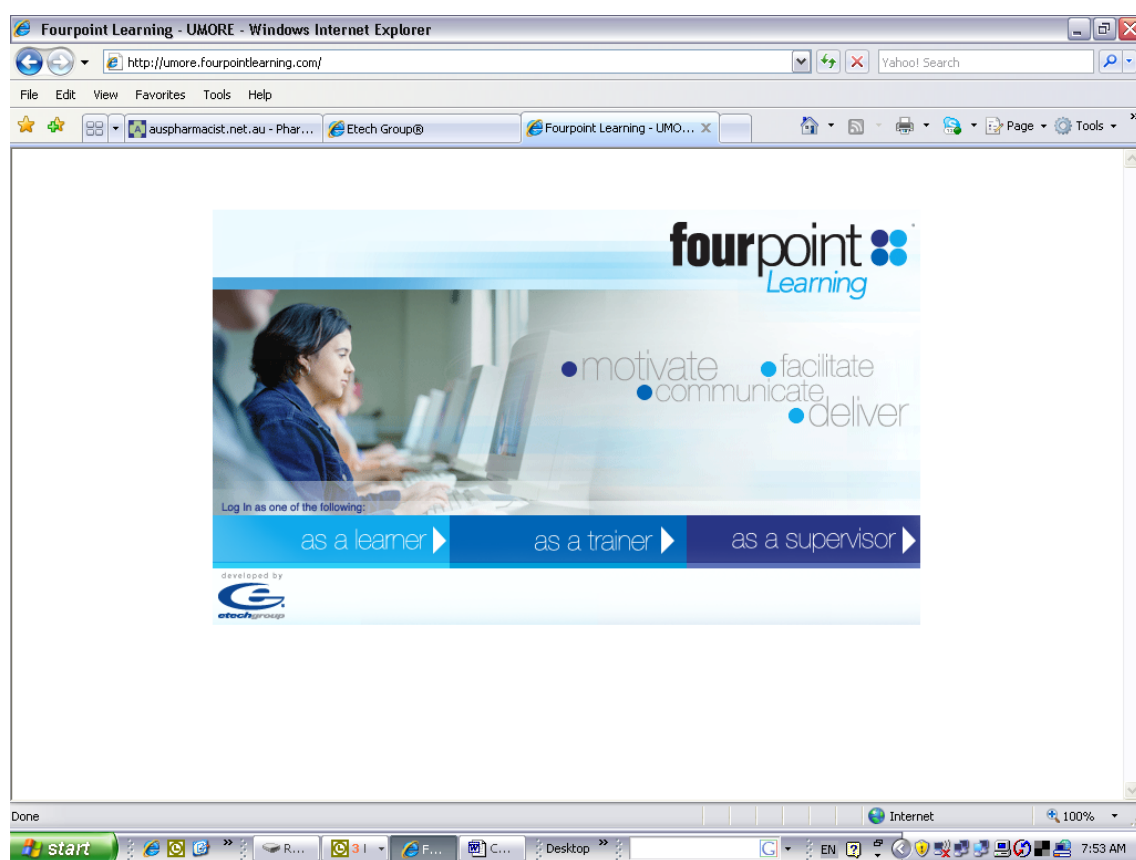 Fourpoint Learning - UMORE - Windows Internet Explorer
http://umore.fourpointlearning.com/
Yahoo! Search
File Edit View Favorites Tools Help
auspharmacist.net.au - Phar... Etech Group® Fourpoint Learning - UMO... Page Tools
fourpoint
Learning
motivate facilitate
communicate
deliver
Log In as one of the following:
as a learner as a trainer as a supervisor
developed by
etechgroup
Done Internet 100%
start R... 3 I F... C... Desktop EN 7:53 AM